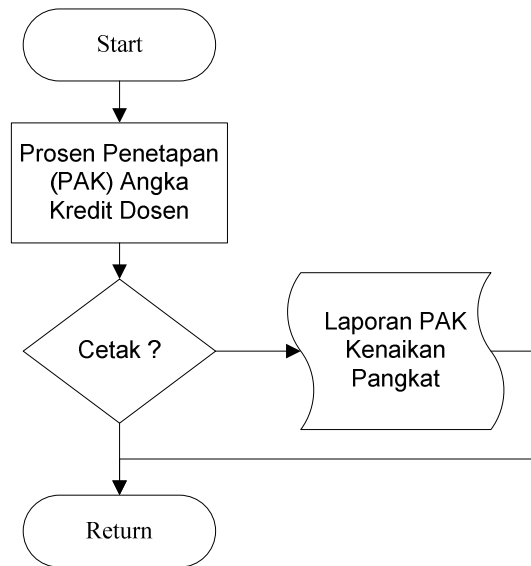 Start
Prosen Penetapan
(PAK) Angka
Kredit Dosen
Cetak ?
Laporan PAK
Kenaikan
Pangkat
Return